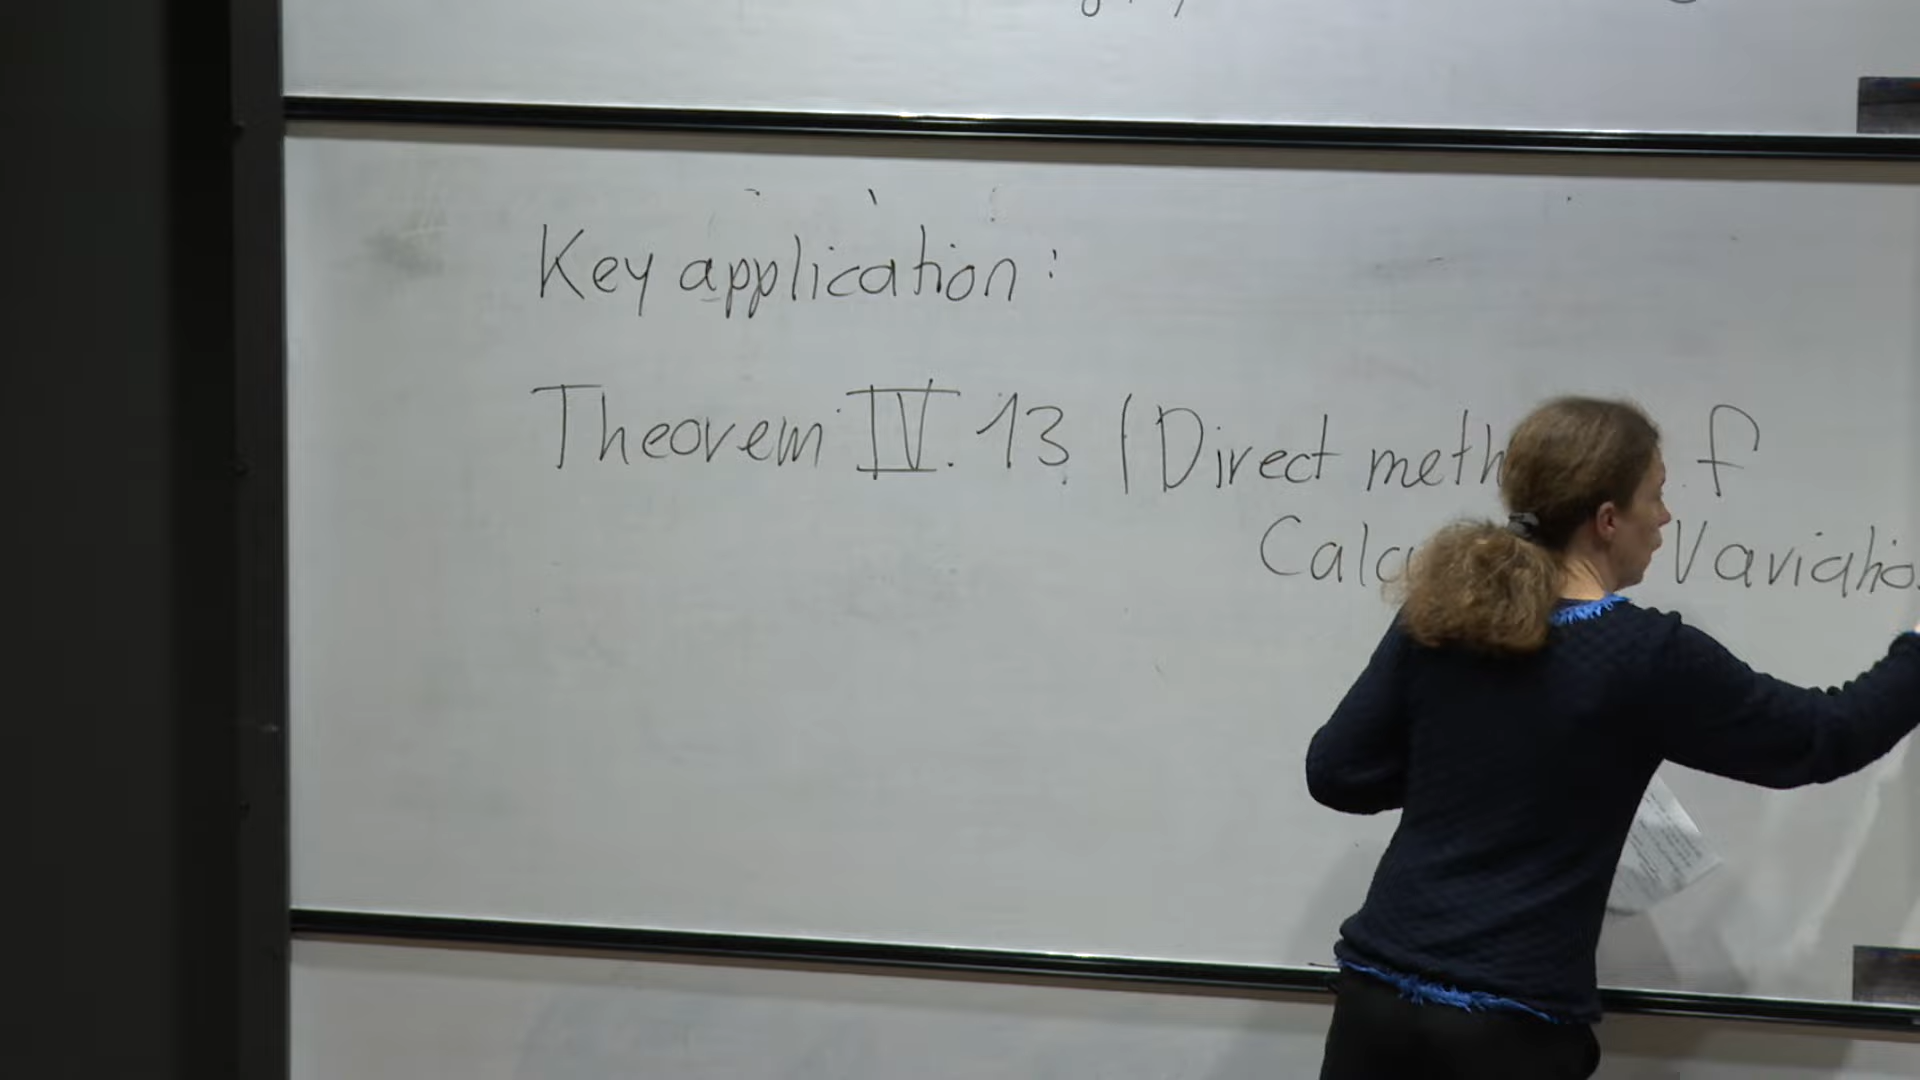 Key application:
Theorem IV.13 (Direct meth f
Calc Variatio